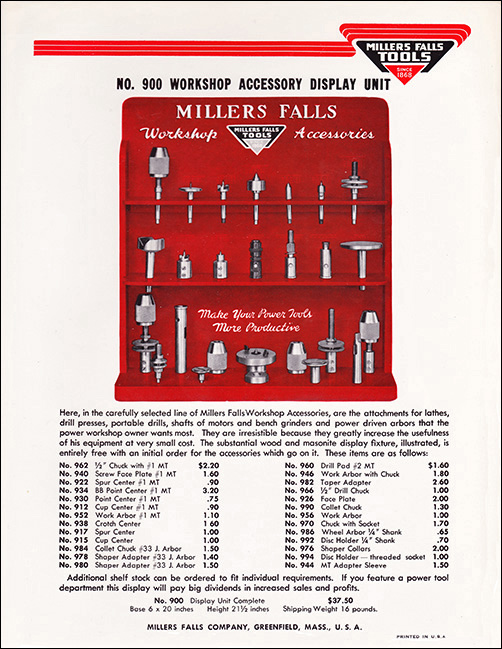 MILLERS FALLS
TOOLS
SINCE
1868
NO. 900 WORKSHOP ACCESSORY DISPLAY UNIT
MILLERS FALLS
Workshop MILLERS FALLS TOOLS Accessories
Make Your Power Tools
More Productive
Here, in the carefully selected line of Millers Falls Workshop Accessories, are the attachments for lathes,
drill presses, portable drills, shafts of motors and bench grinders and power driven arbors that the
power workshop owner wants most. They are irresistible because they greatly increase the usefulness
of his equipment at very small cost. The substantial wood and masonite display fixture, illustrated, is
entirely free with an initial order for the accessories which go on it. These items are as follows:
No. 962 ½" Chuck with #1 MT $2.20
No. 940 Screw Face Plate #1 MT 1.60
No. 922 Spur Center #1 MT .90
No. 934 BB Point Center #1 MT 3.20
No. 930 Point Center #1 MT .75
No. 912 Cup Center #1 MT .90
No. 952 Work Arbor #1 MT 1.10
No. 938 Crotch Center 1 60
No. 917 Spur Center 1.00
No. 915 Cup Center 1.00
No. 984 Collet Chuck #33 J. Arbor 1.50
No. 978 Shaper Adapter #33 J. Arbor 1.40
No. 980 Shaper Adapter #33 J. Arbor 1.50
No. 960 Drill Pad #2 MT $1.60
No. 946 Work Arbor with Chuck 1.80
No. 982 Taper Adapter 2.60
No. 966 ½" Drill Chuck 1.00
No. 926 Face Plate 2.00
No. 990 Collet Chuck 1.30
No. 956 Work Arbor 1.00
No. 970 Chuck with Socket 1.70
No. 986 Wheel Arbor ¼" Shank .65
No. 992 Disc Holder ¼" Shank .70
No. 976 Shaper Collars 2.00
No. 994 Disc Holder — threaded socket 1.00
No. 944 MT Adapter Sleeve 1.50
Additional shelf stock can be ordered to fit individual requirements. If you feature a power tool
department this display will pay big dividends in increased sales and profits.
No. 900 Display Unit Complete $37.50
Base 6 x 20 inches Height 21½ inches Shipping Weight 16 pounds.
MILLERS FALLS COMPANY, GREENFIELD, MASS., U. S. A.
PRINTED IN U.S.A.